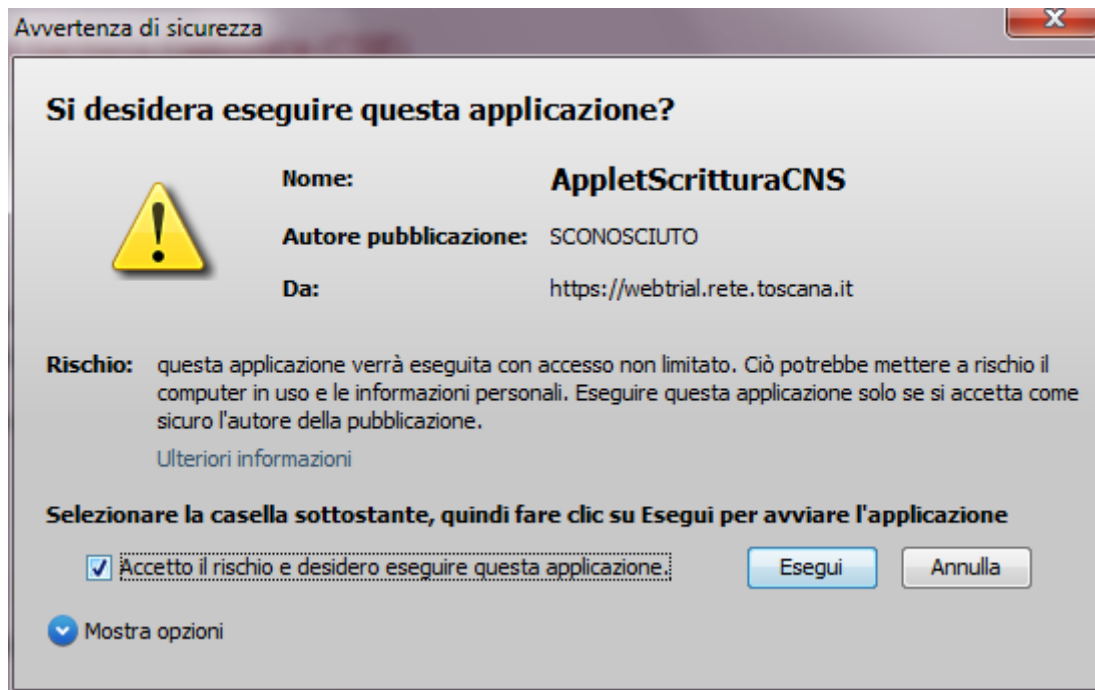 Avvertenza di sicurezza
Si desidera eseguire questa applicazione?
Nome: AppletScritturaCNS
Autore pubblicazione: SCONOSCIUTO
Da: https://webtrial.rete.toscana.it
Rischio: questa applicazione verrà eseguita con accesso non limitato. Ciò potrebbe mettere a rischio il
computer in uso e le informazioni personali. Eseguire questa applicazione solo se si accetta come
sicuro l'autore della pubblicazione.
Ulteriori informazioni
Selezionare la casella sottostante, quindi fare clic su Esegui per avviare l'applicazione
Accetto il rischio e desidero eseguire questa applicazione. Esegui Annulla
Mostra opzioni